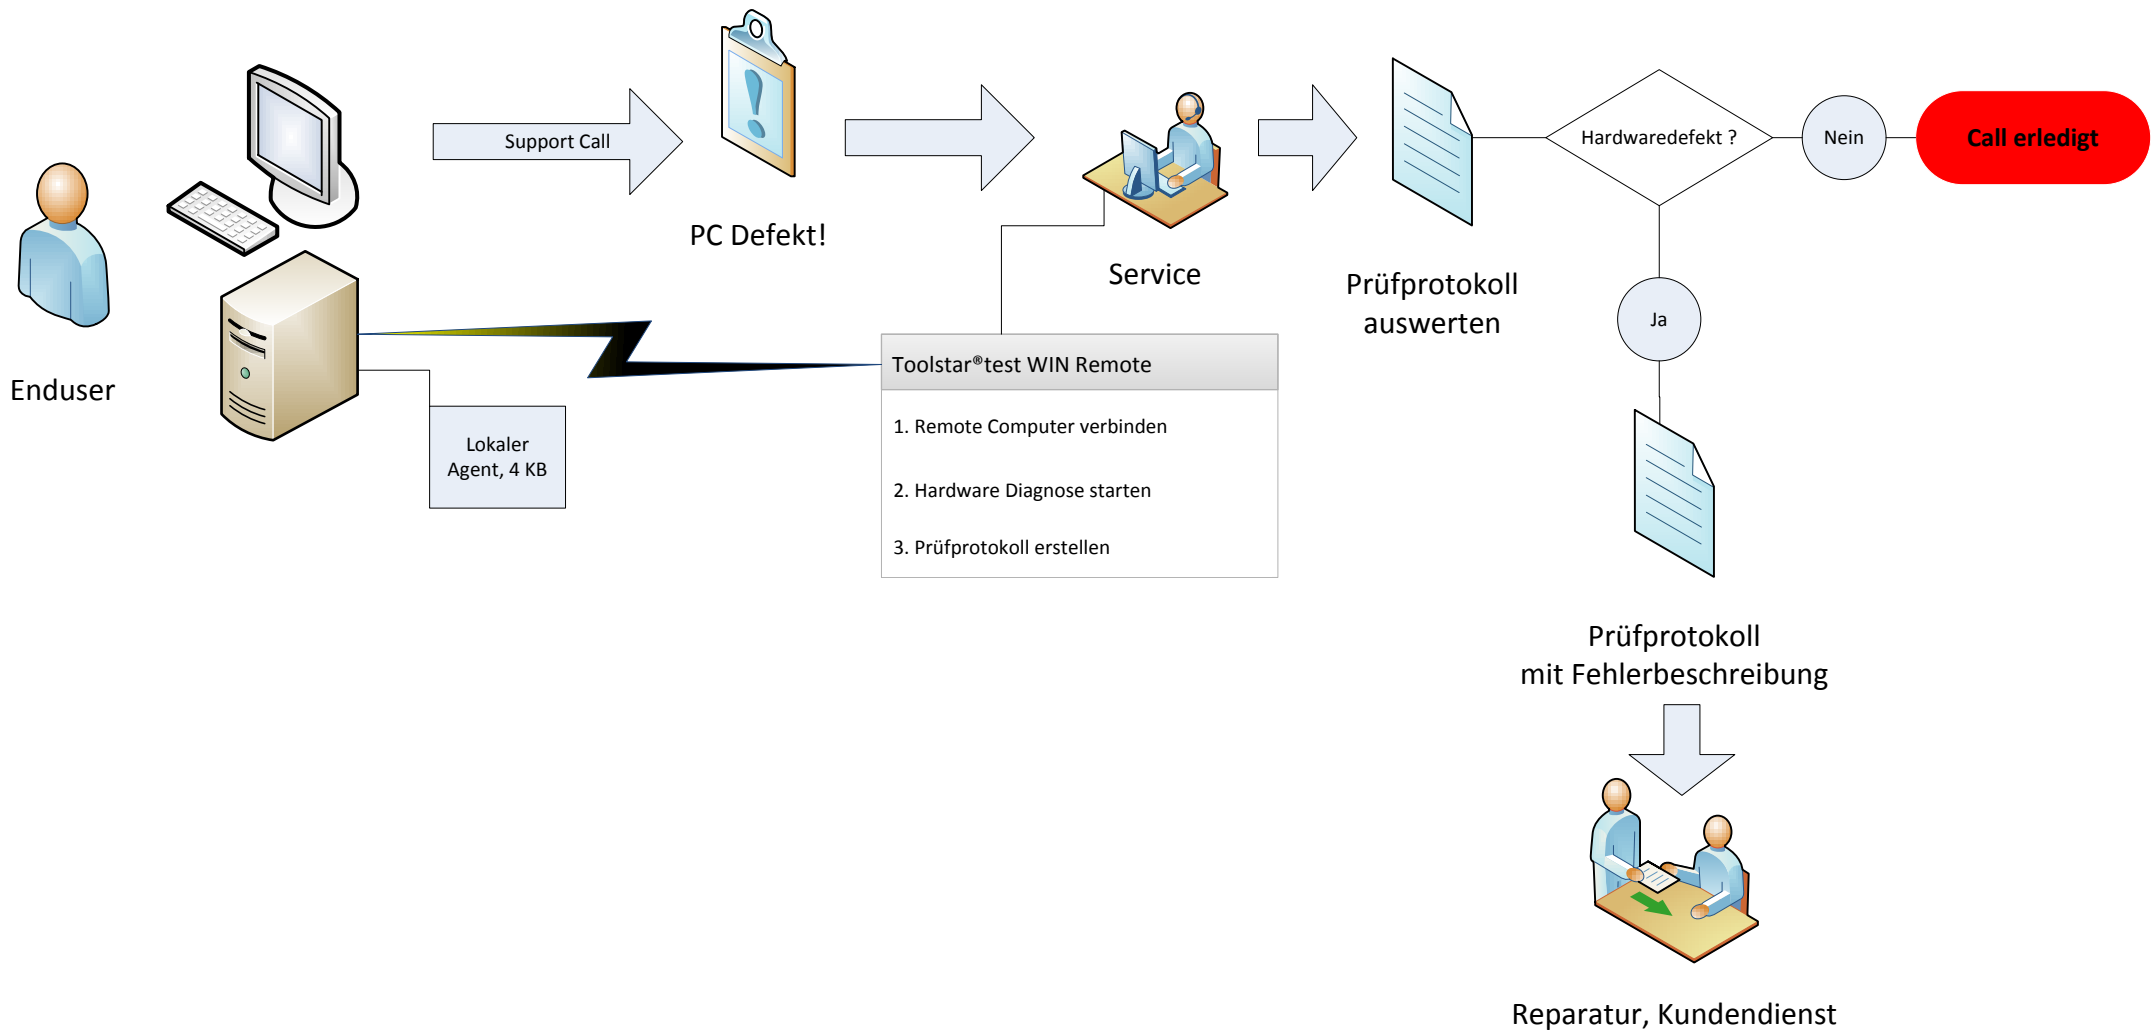 Support Call
Hardwaredefekt ?
Nein
Call erledigt
PC Defekt!
Service
Prüfprotokoll
auswerten
Ja
Enduser
Toolstar®test WIN Remote
1. Remote Computer verbinden
2. Hardware Diagnose starten
3. Prüfprotokoll erstellen
Lokaler
Agent, 4 KB
Prüfprotokoll
mit Fehlerbeschreibung
Reparatur, Kundendienst